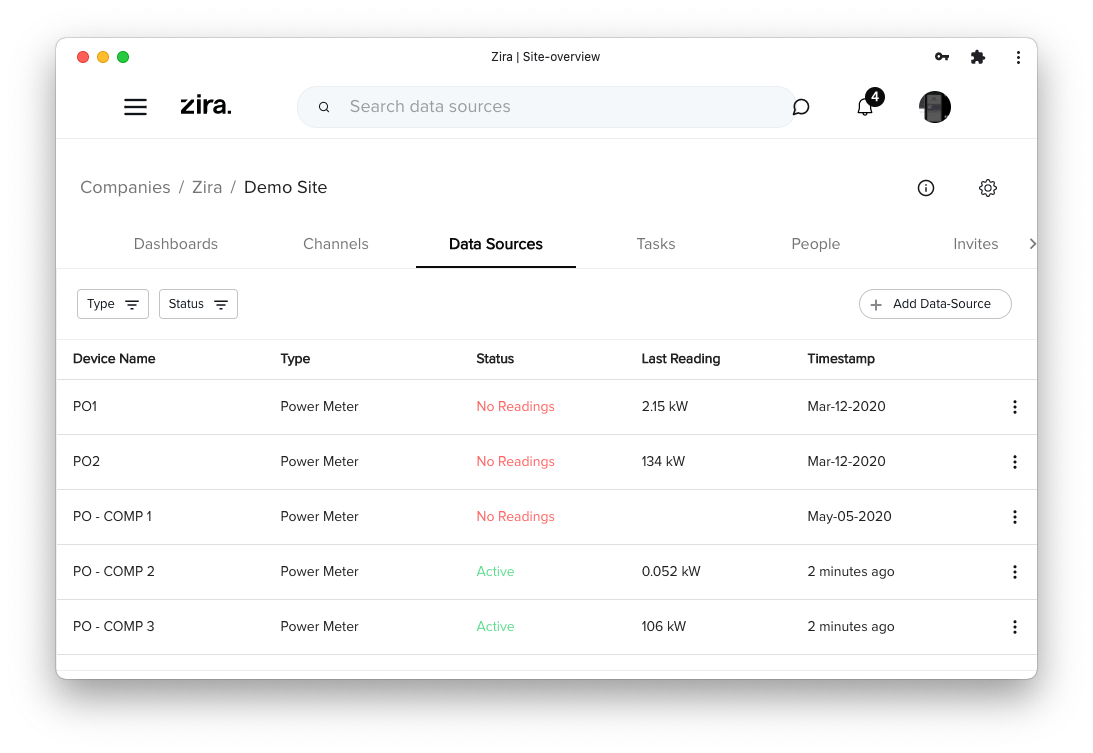 Zira | Site-overview
zira.
Search data sources
4
Companies / Zira / Demo Site
Dashboards Channels Data Sources Tasks People Invites
Type Status + Add Data-Source
Device Name Type Status Last Reading Timestamp
PO1 Power Meter No Readings 2.15 kW Mar-12-2020
PO2 Power Meter No Readings 134 kW Mar-12-2020
PO - COMP 1 Power Meter No Readings May-05-2020
PO - COMP 2 Power Meter Active 0.052 kW 2 minutes ago
PO - COMP 3 Power Meter Active 106 kW 2 minutes ago